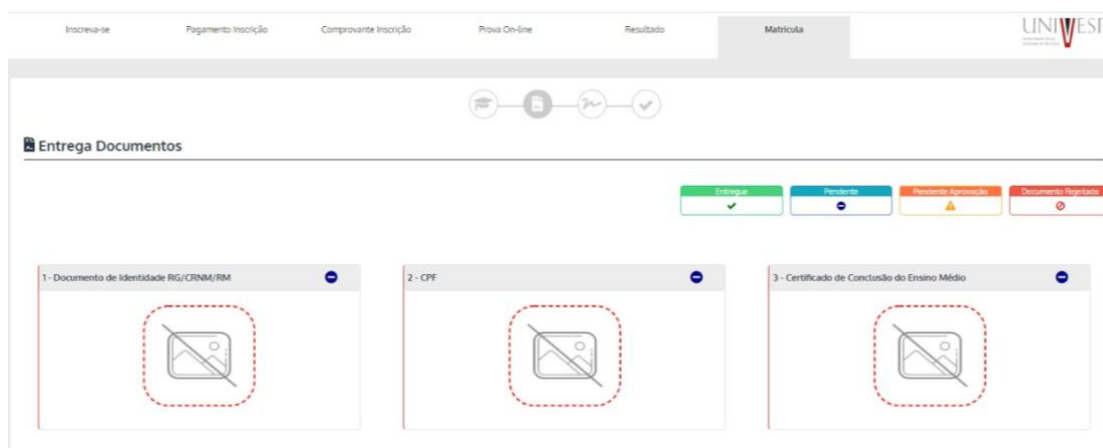 Inscreva-se
Pagamento Inscrição
Comprovante Inscrição
Prova On-line
Resultado
Matrícula
UNIVESP
Entrega Documentos
Entregue
Pendente
Pendente Aprovação
Documento Rejeitado
1 - Documento de Identidade RG/CRNM/RM
2 - CPF
3 - Certificado de Conclusão do Ensino Médio